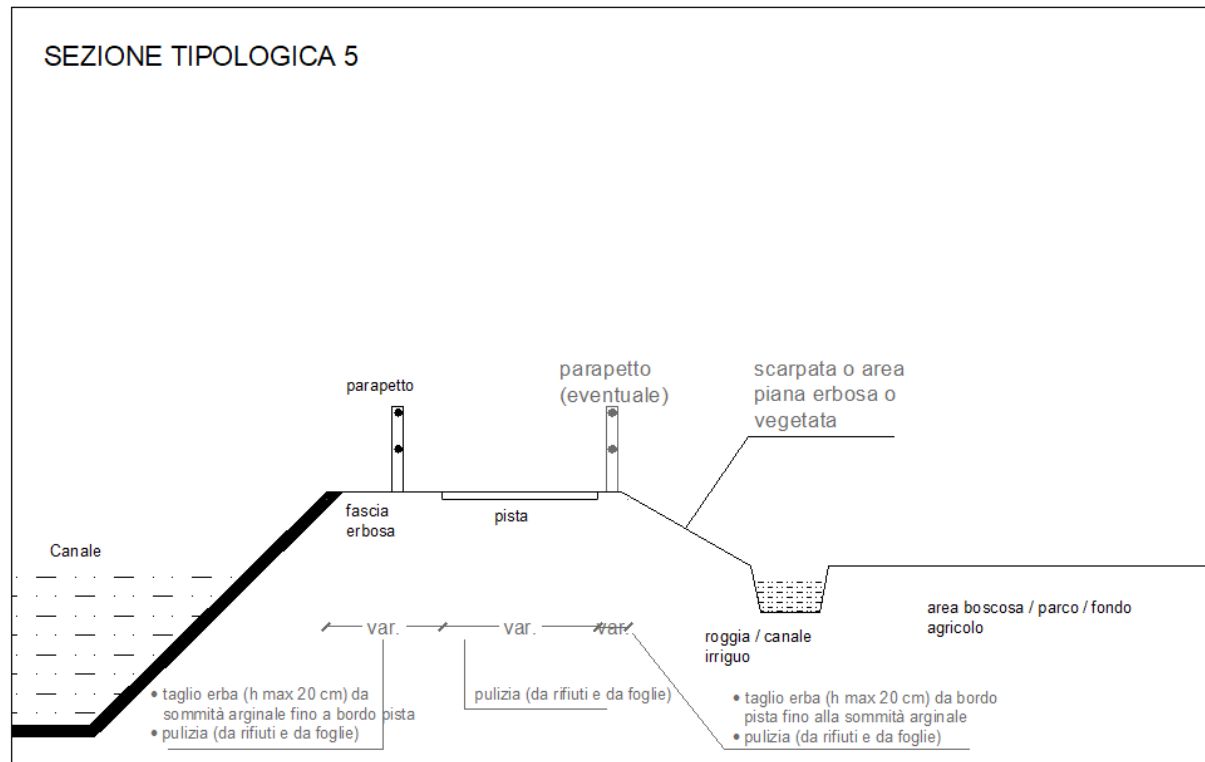 SEZIONE TIPOLOGICA 5
parapetto
(eventuale)
scarpata o area
piana erbosa o
vegetata
parapetto
fascia
erbosa
pista
Canale
area boscosa / parco / fondo
agricolo
var.
var.
var.
roggia / canale
irriguo
• taglio erba (h max 20 cm) da
sommità arginale fino a bordo pista
• pulizia (da rifiuti e da foglie)
pulizia (da rifiuti e da foglie)
• taglio erba (h max 20 cm) da bordo
pista fino alla sommità arginale
• pulizia (da rifiuti e da foglie)